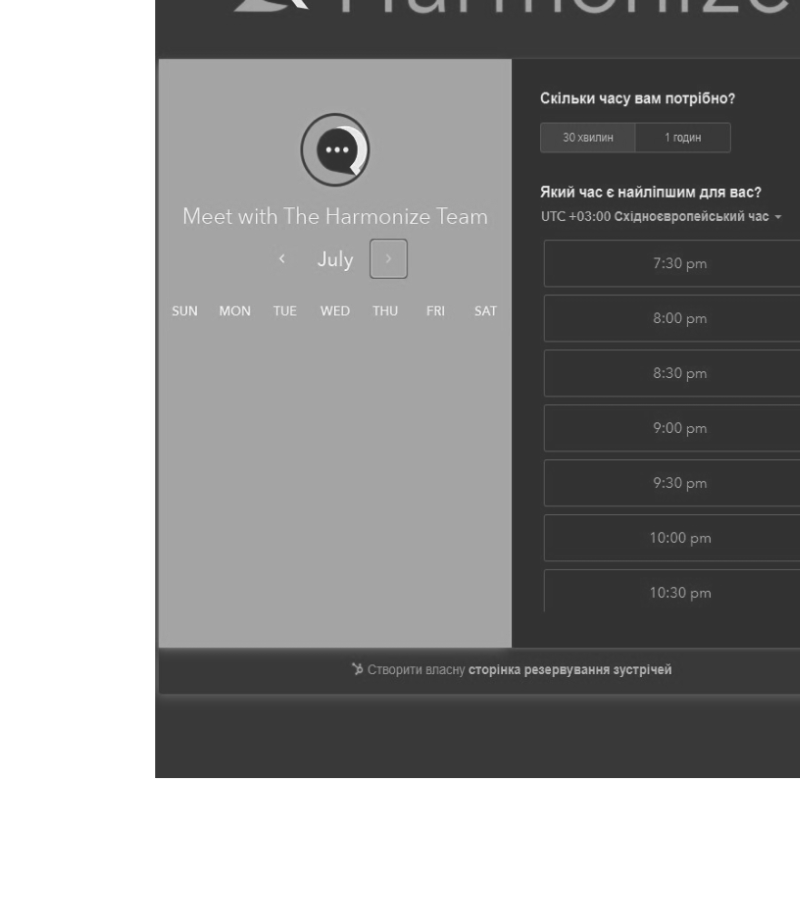 Harmonize
Meet with The Harmonize Team
July
SUN MON TUE WED THU FRI SAT
Скільки часу вам потрібно?
30 хвилин 1 годин
Який час є найліпшим для вас?
UTC +03:00 Східноєвропейський час
7:30 pm
8:00 pm
8:30 pm
9:00 pm
9:30 pm
10:00 pm
10:30 pm
Створити власну сторінка резервування зустрічей